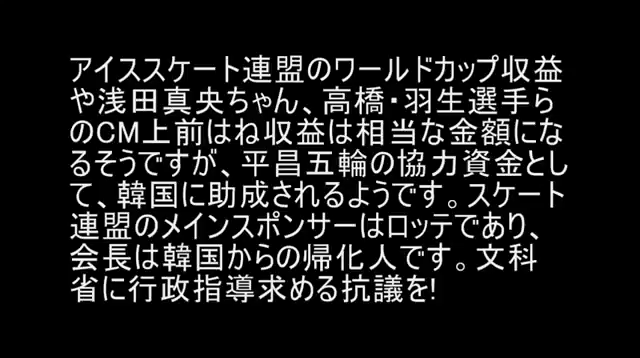 アイススケート連盟のワールドカップ収益
や浅田真央ちゃん、高橋・羽生選手ら
のCM上前はね収益は相当な金額にな
るそうですが、平昌五輪の協力資金とし
て、韓国に助成されるようです。スケート
連盟のメインスポンサーはロッテであり、
会長は韓国からの帰化人です。文科
省に行政指導求める抗議を!